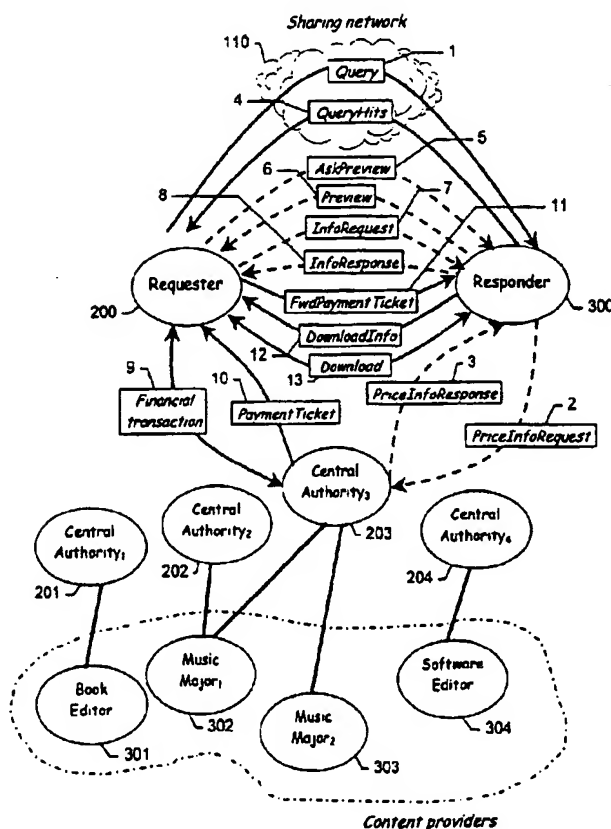 Sharing network
110
1
Query
4
QueryHits
5
AskPreview
6
Preview
7
8
InfoRequest
11
InfoResponse
Requester
Responder
FwdPaymentTicket
200
300
DownloadInfo
12
Download
13
3
9
10
Financial
transaction
PaymentTicket
PriceInfoResponse
2
PriceInfoRequest
Central
Authority₃
203
Central
Authority₁
201
Central
Authority₂
202
Central
Authority₄
204
Book
Editor
301
Music
Major₁
302
Music
Major₂
303
Software
Editor
304
Content providers